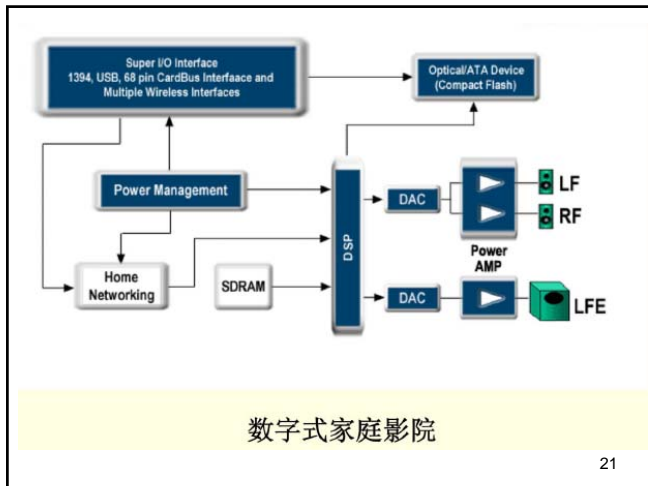 Super I/O Interface
1394, USB, 68 pin CardBus Interfaace and
Multiple Wireless Interfaces
Optical/ATA Device
(Compact Flash)
Power Management
Home
Networking
SDRAM
DSP
DAC
LF
RF
Power
AMP
DAC
LFE
数字式家庭影院
21